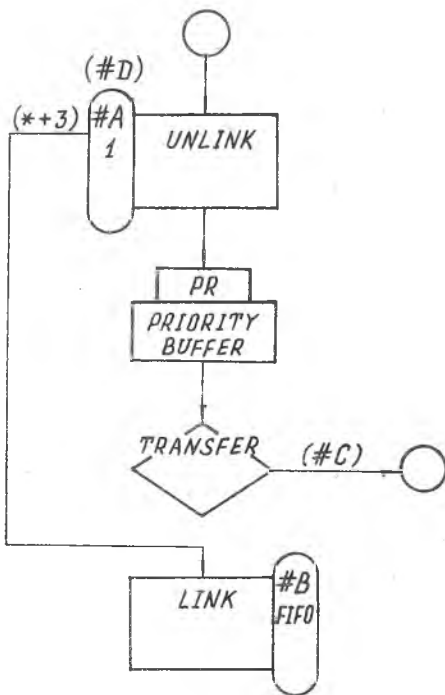 (#D)
(*+3)
#A
1
UNLINK
PR
PRIORITY
BUFFER
TRANSFER
(#C)
LINK
#B
FIFO